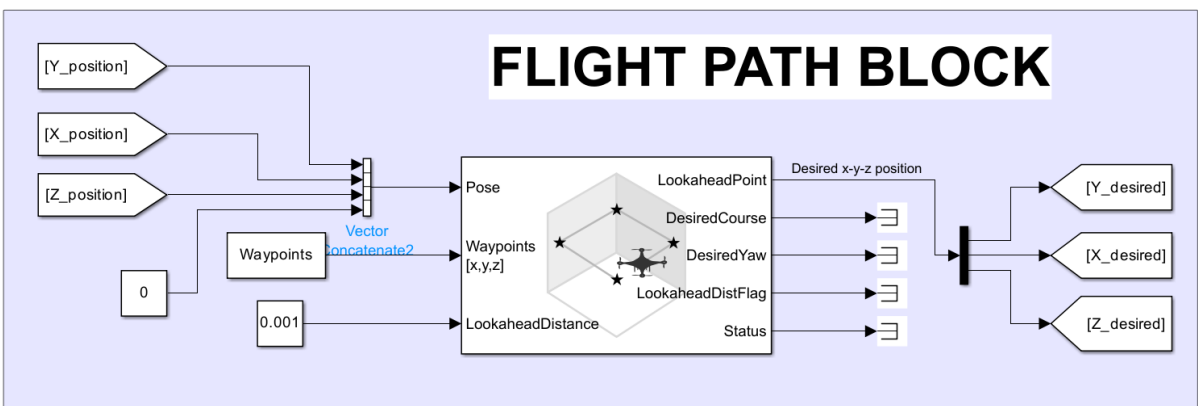 FLIGHT PATH BLOCK
[Y_position]
[X_position]
[Z_position]
Vector
Concatenate2
Waypoints
0
0.001
Pose
Waypoints
[x,y,z]
LookaheadDistance
LookaheadPoint
DesiredCourse
DesiredYaw
LookaheadDistFlag
Status
Desired x-y-z position
[Y_desired]
[X_desired]
[Z_desired]